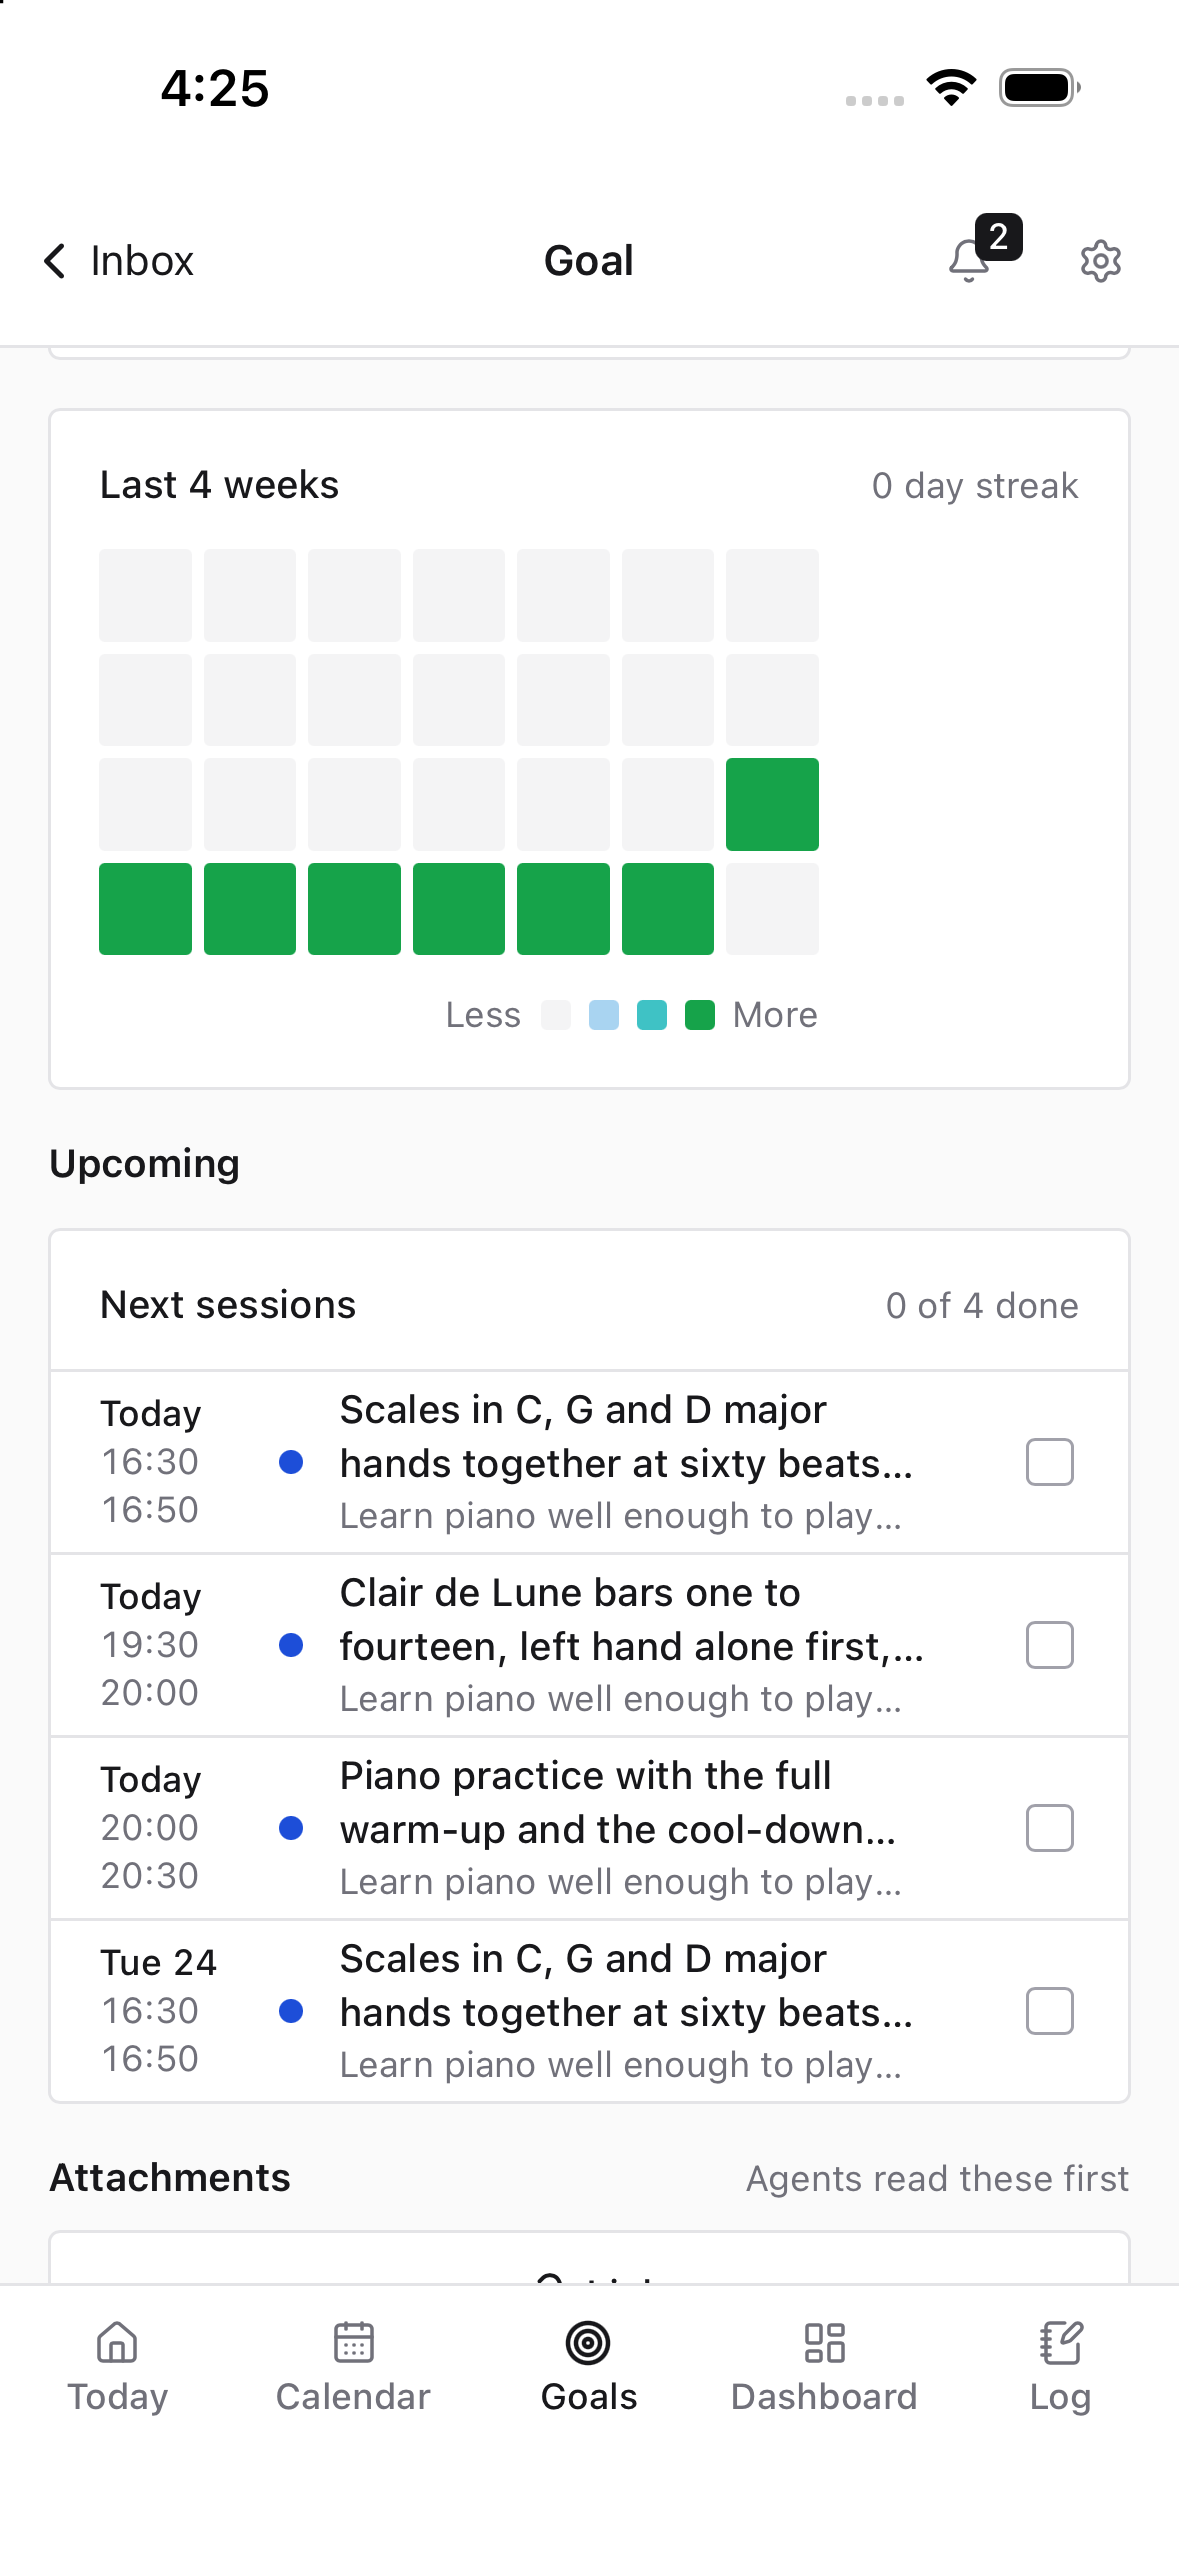 4:25
Inbox
Goal
2
Last 4 weeks
0 day streak
Less
More
Upcoming
Next sessions
0 of 4 done
Today
16:30
16:50
Scales in C, G and D major
hands together at sixty beats...
Learn piano well enough to play...
Today
19:30
20:00
Clair de Lune bars one to
fourteen, left hand alone first,...
Learn piano well enough to play...
Today
20:00
20:30
Piano practice with the full
warm-up and the cool-down...
Learn piano well enough to play...
Tue 24
16:30
16:50
Scales in C, G and D major
hands together at sixty beats...
Learn piano well enough to play...
Attachments
Agents read these first
Today
Calendar
Goals
Dashboard
Log